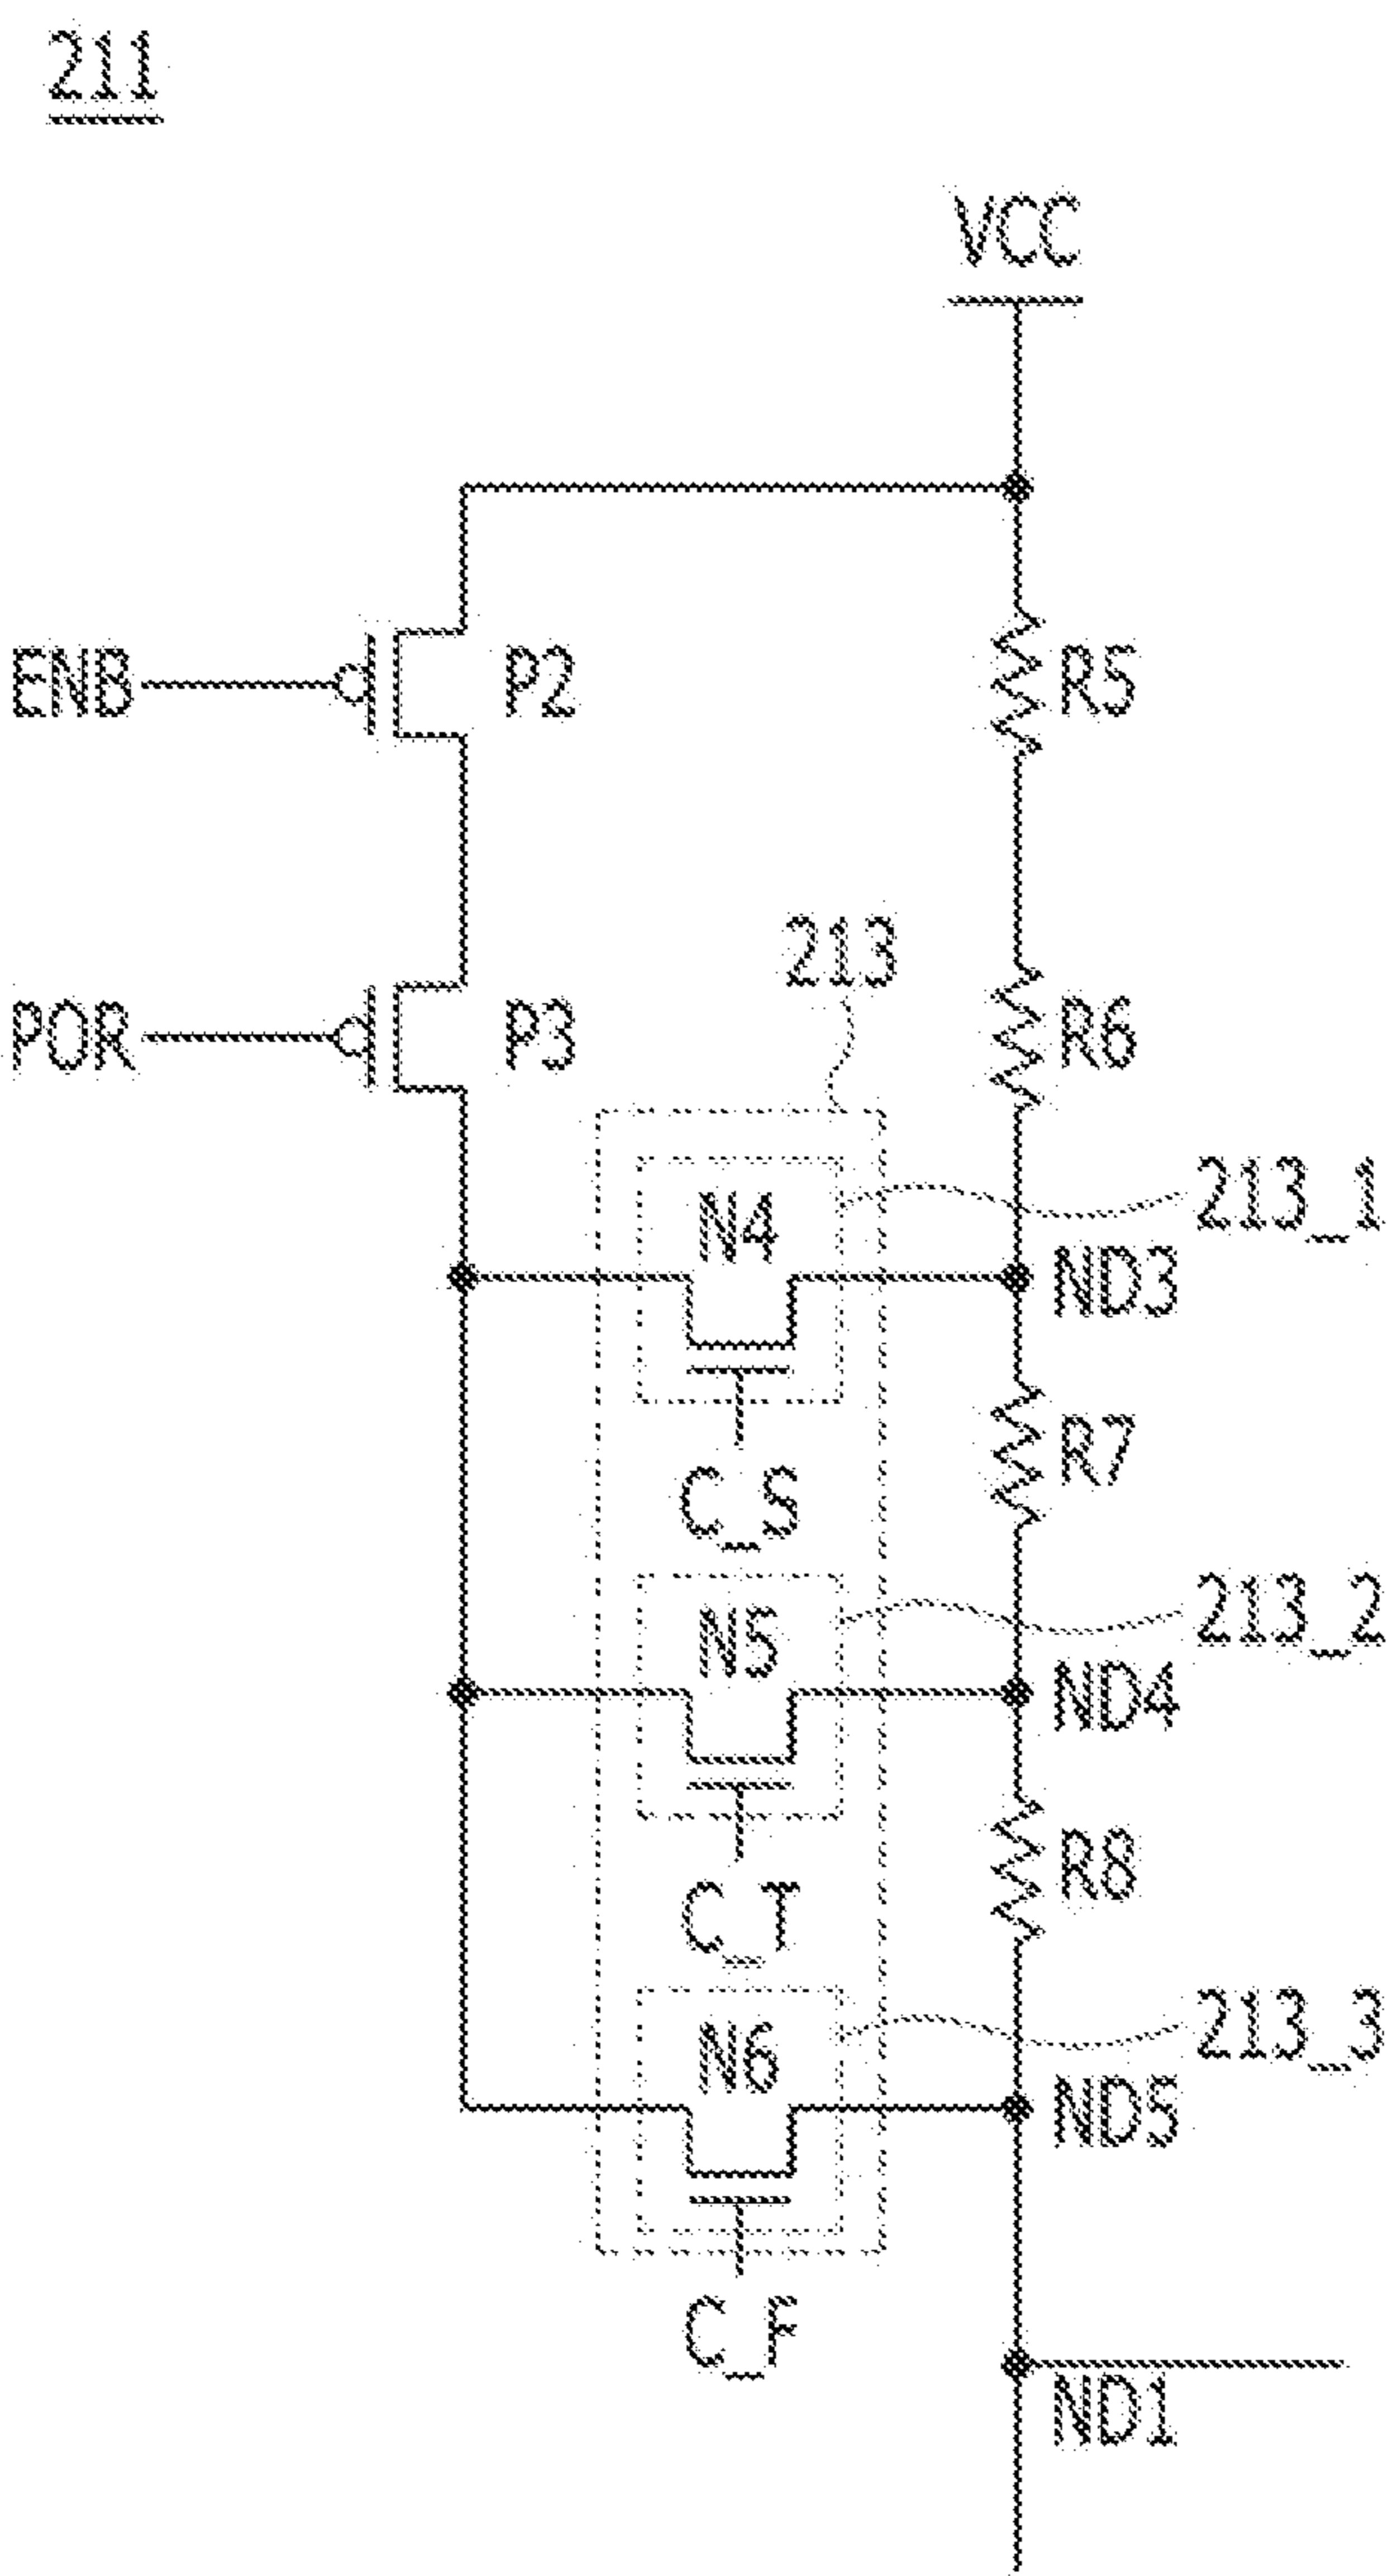 211
VCC
ENB
P2
R5
213
POR
P3
R6
N4
213_1
ND3
R7
C_S
N5
213_2
ND4
R8
C_T
N6
213_3
ND5
C_F
ND1